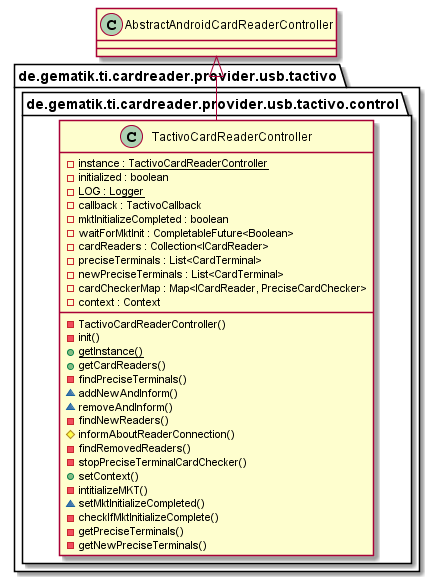 C AbstractAndroidCardReaderController
de.gematik.ti.cardreader.provider.usb.tactivo
de.gematik.ti.cardreader.provider.usb.tactivo.control
C TactivoCardReaderController
instance : TactivoCardReaderController
initialized : boolean
LOG : Logger
callback : TactivoCallback
mktInitializeCompleted : boolean
waitForMktInit : CompletableFuture<Boolean>
cardReaders : Collection<ICardReader>
preciseTerminals : List<CardTerminal>
newPreciseTerminals : List<CardTerminal>
cardCheckerMap : Map<ICardReader, PreciseCardChecker>
context : Context
TactivoCardReaderController()
init()
getInstance()
getCardReaders()
findPreciseTerminals()
addNewAndInform()
removeAndInform()
findNewReaders()
informAboutReaderConnection()
findRemovedReaders()
stopPreciseTerminalCardChecker()
setContext()
intitializeMKT()
setMktInitializeCompleted()
checkIfMktInitializeComplete()
getPreciseTerminals()
getNewPreciseTerminals()